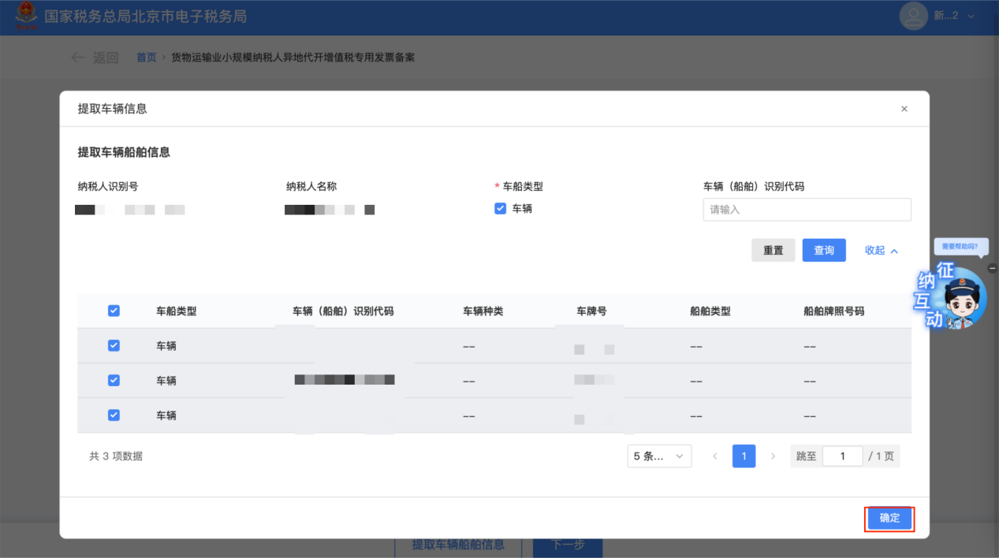 国家税务总局北京市电子税务局
新...2
返回 首页 › 货物运输业小规模纳税人异地代开增值税专用发票备案
提取车辆信息 ×
提取车辆船舶信息
纳税人识别号 纳税人名称 * 车船类型 车辆（船舶）识别代码
车辆 请输入
重置 查询 收起
需要帮助吗?
征纳互动
车船类型 车辆（船舶）识别代码 车辆种类 车牌号 船舶类型 船舶牌照号码
车辆 -- -- --
车辆 -- -- --
车辆 -- -- --
共 3 项数据 5 条... 1 跳至 1 / 1 页
确定
提取车辆船舶信息 下一步